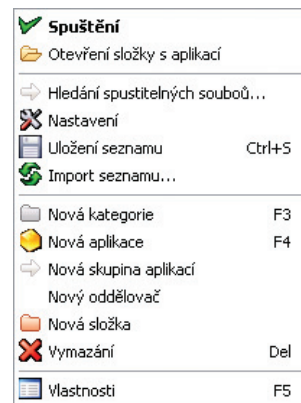 Spuštění
Otevření složky s aplikací
Hledání spustitelných souboů...
Nastavení
Uložení seznamu Ctrl+S
Import seznamu...
Nová kategorie F3
Nová aplikace F4
Nová skupina aplikací
Nový oddělovač
Nová složka
Vymazání Del
Vlastnosti F5